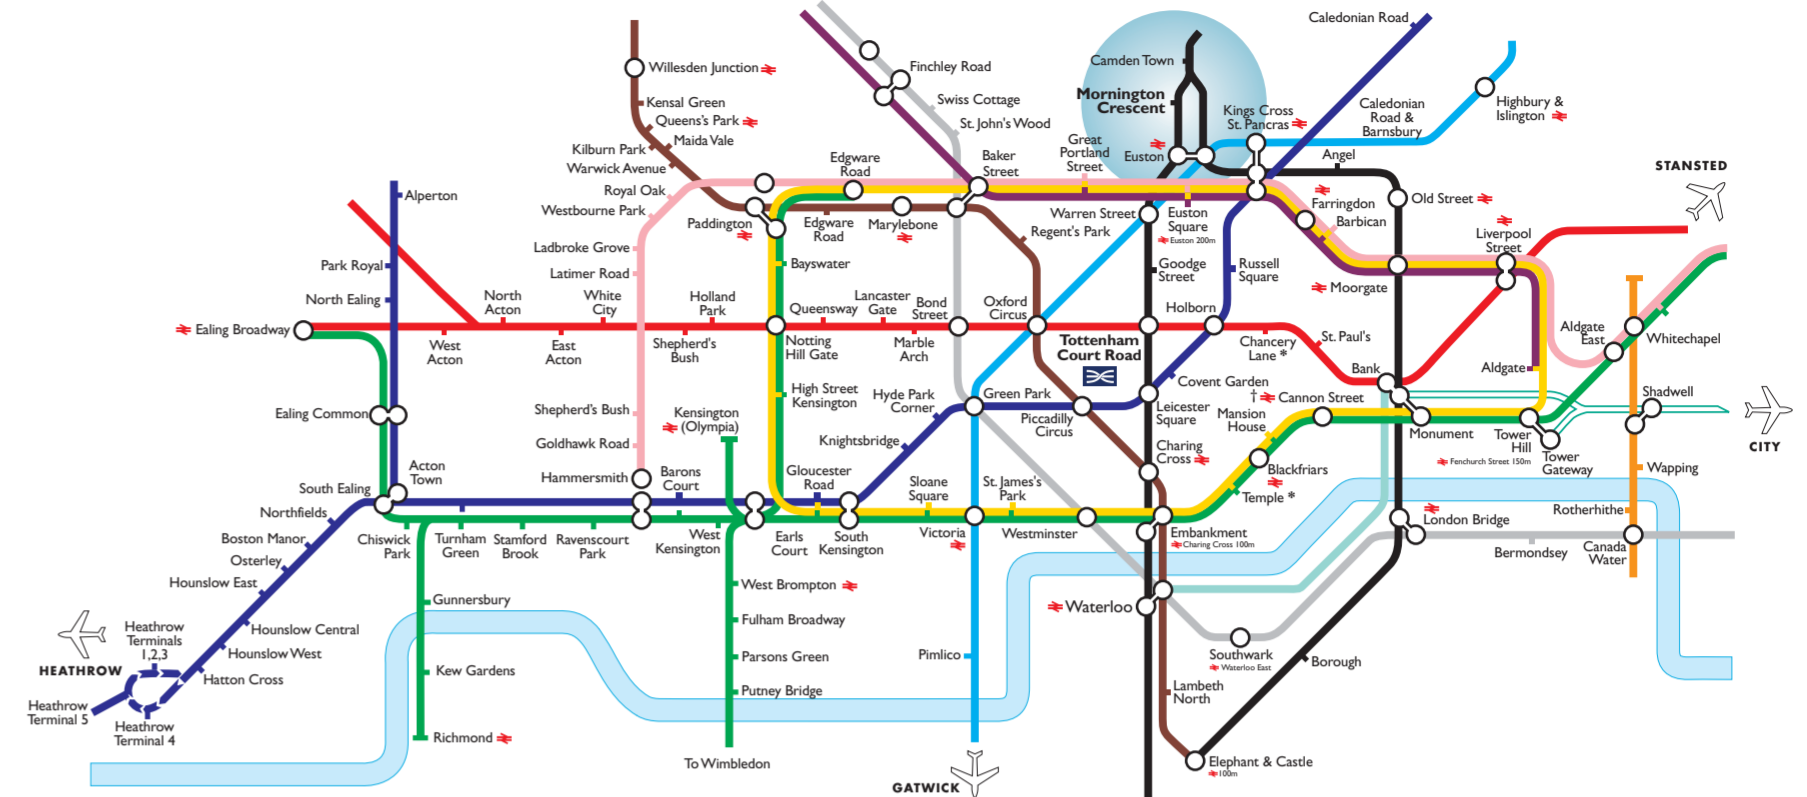 Caledonian Road
Camden Town
Mornington
Crescent
Kings Cross
St. Pancras
Euston
Caledonian
Road &
Barnsbury
Highbury &
Islington
Angel
Old Street
STANSTED
Willesden Junction
Kensal Green
Queens's Park
Maida Vale
Kilburn Park
Warwick Avenue
Royal Oak
Westbourne Park
Finchley Road
Swiss Cottage
St. John's Wood
Edgware
Road
Baker
Street
Great
Portland
Street
Paddington
Edgware
Road
Marylebone
Regent's Park
Warren Street
Euston
Square
Euston 200m
Farringdon
Barbican
Liverpool
Street
Moorgate
Alperton
Park Royal
North Ealing
Ealing Broadway
North
Acton
West
Acton
East
Acton
White
City
Ladbroke Grove
Latimer Road
Holland
Park
Shepherd's
Bush
Bayswater
Queensway
Notting
Hill Gate
Lancaster
Gate
Bond
Street
Marble
Arch
Oxford
Circus
Goodge
Street
Russell
Square
Holborn
Tottenham
Court Road
Chancery
Lane *
St. Paul's
Bank
Aldgate
East
Aldgate
Whitechapel
Shadwell
CITY
Ealing Common
Shepherd's Bush
Goldhawk Road
Hammersmith
Kensington
(Olympia)
High Street
Kensington
Hyde Park
Corner
Knightsbridge
Green Park
Piccadilly
Circus
Covent Garden
Leicester
Square
Charing
Cross
† Cannon Street
Mansion
House
Blackfriars
Temple *
Monument
Tower
Hill
Fenchurch Street 150m
Tower
Gateway
Wapping
Rotherhithe
Canada
Water
Acton
Town
South Ealing
Northfields
Boston Manor
Osterley
Hounslow East
Hounslow Central
Hounslow West
Hatton Cross
Heathrow
Terminals
1,2,3
HEATHROW
Heathrow
Terminal 5
Heathrow
Terminal 4
Chiswick
Park
Turnham
Green
Stamford
Brook
Ravenscourt
Park
Barons
Court
West
Kensington
Gloucester
Road
Earls
Court
South
Kensington
Sloane
Square
Victoria
St. James's
Park
Westminster
Embankment
Charing Cross 100m
London Bridge
Bermondsey
Gunnersbury
Kew Gardens
Richmond
West Brompton
Fulham Broadway
Parsons Green
Putney Bridge
To Wimbledon
Pimlico
GATWICK
Waterloo
Southwark
Waterloo East
Borough
Lambeth
North
Elephant & Castle
100m